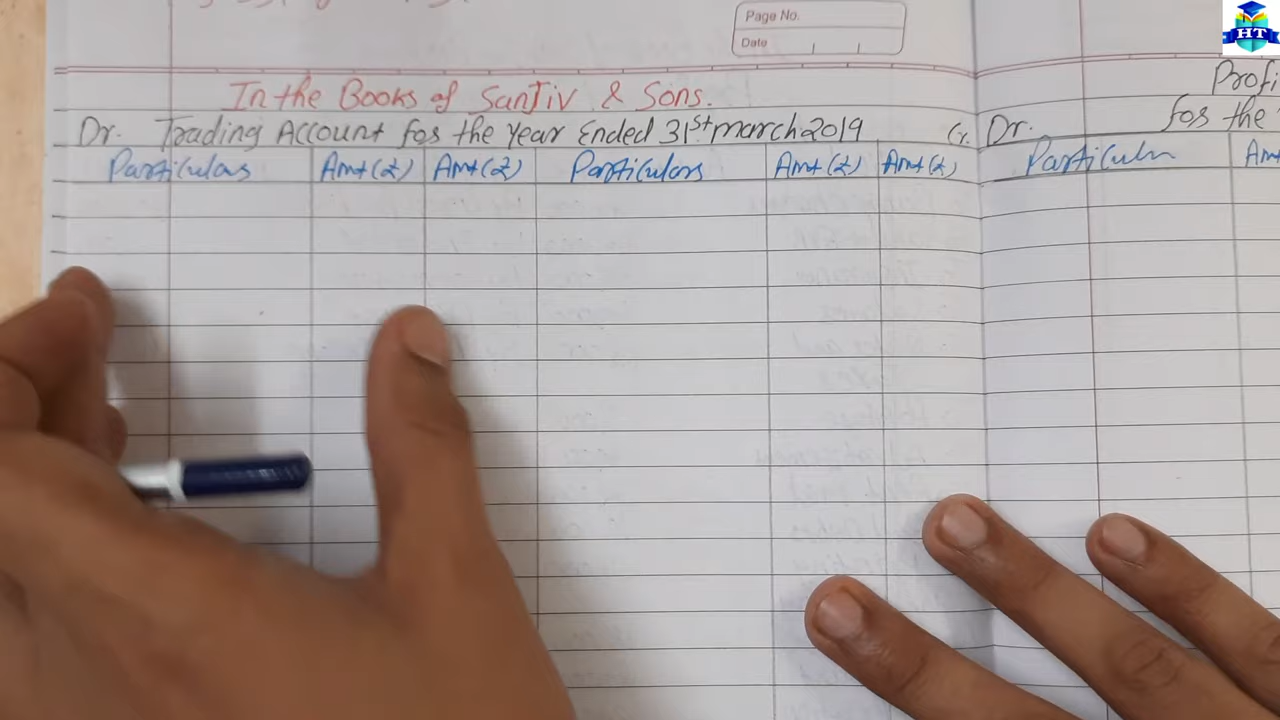 HT
Page No.
Date
In the Books of Sanjiv & Sons.
Dr. Trading Account for the Year Ended 31st march 2019 Cr.
Particulars Amt(₹) Amt(₹) Particulars Amt(₹) Amt(₹)
Profi
Dr. for the
Particular Am